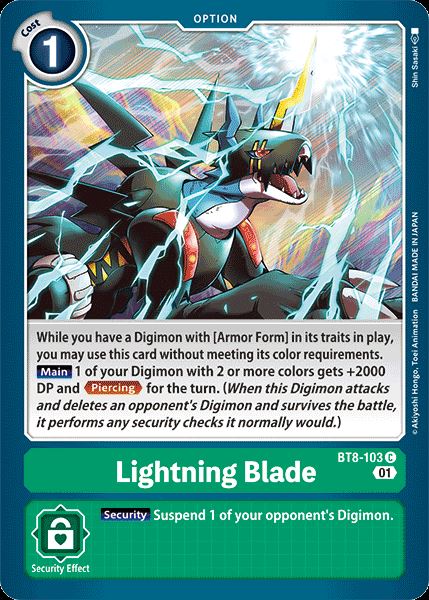 OPTION
Cost
1
Shin Sasaki
©Akiyoshi Hongo, Toei Animation BANDAI MADE IN JAPAN
While you have a Digimon with [Armor Form] in its traits in play,
you may use this card without meeting its color requirements.
Main 1 of your Digimon with 2 or more colors gets +2000
DP and Piercing for the turn. (When this Digimon attacks
and deletes an opponent's Digimon and survives the battle,
it performs any security checks it normally would.)
BT8-103 C
Lightning Blade
01
Security Suspend 1 of your opponent's Digimon.
Security Effect